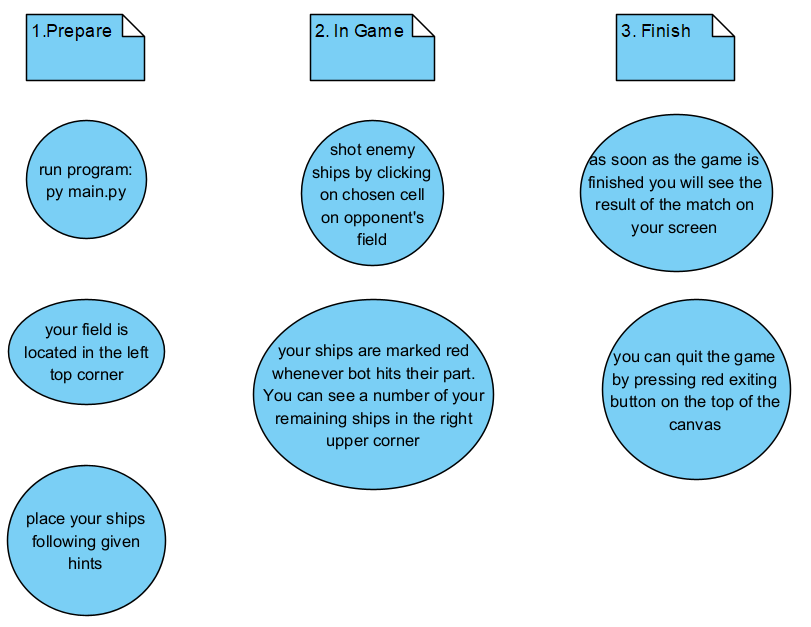 1.Prepare
run program:
py main.py
your field is
located in the left
top corner
place your ships
following given
hints
2. In Game
shot enemy
ships by clicking
on chosen cell
on opponent's
field
your ships are marked red
whenever bot hits their part.
You can see a number of your
remaining ships in the right
upper corner
3. Finish
as soon as the game is
finished you will see the
result of the match on
your screen
you can quit the game
by pressing red exiting
button on the top of the
canvas